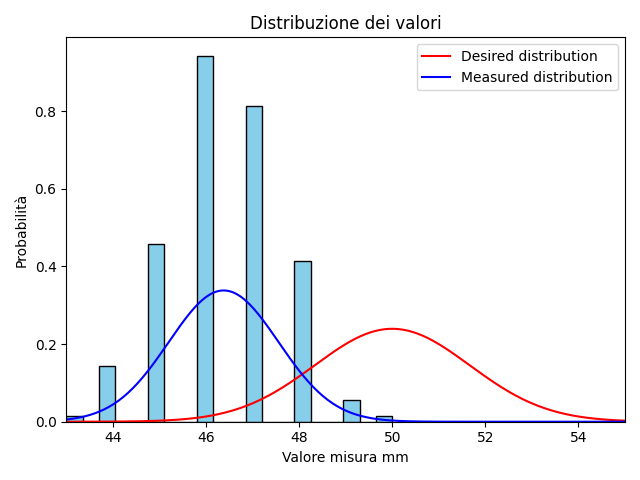 Distribuzione dei valori
Desired distribution
Measured distribution
Probabilità
0.8
0.6
0.4
0.2
0.0
44 46 48 50 52 54
Valore misura mm